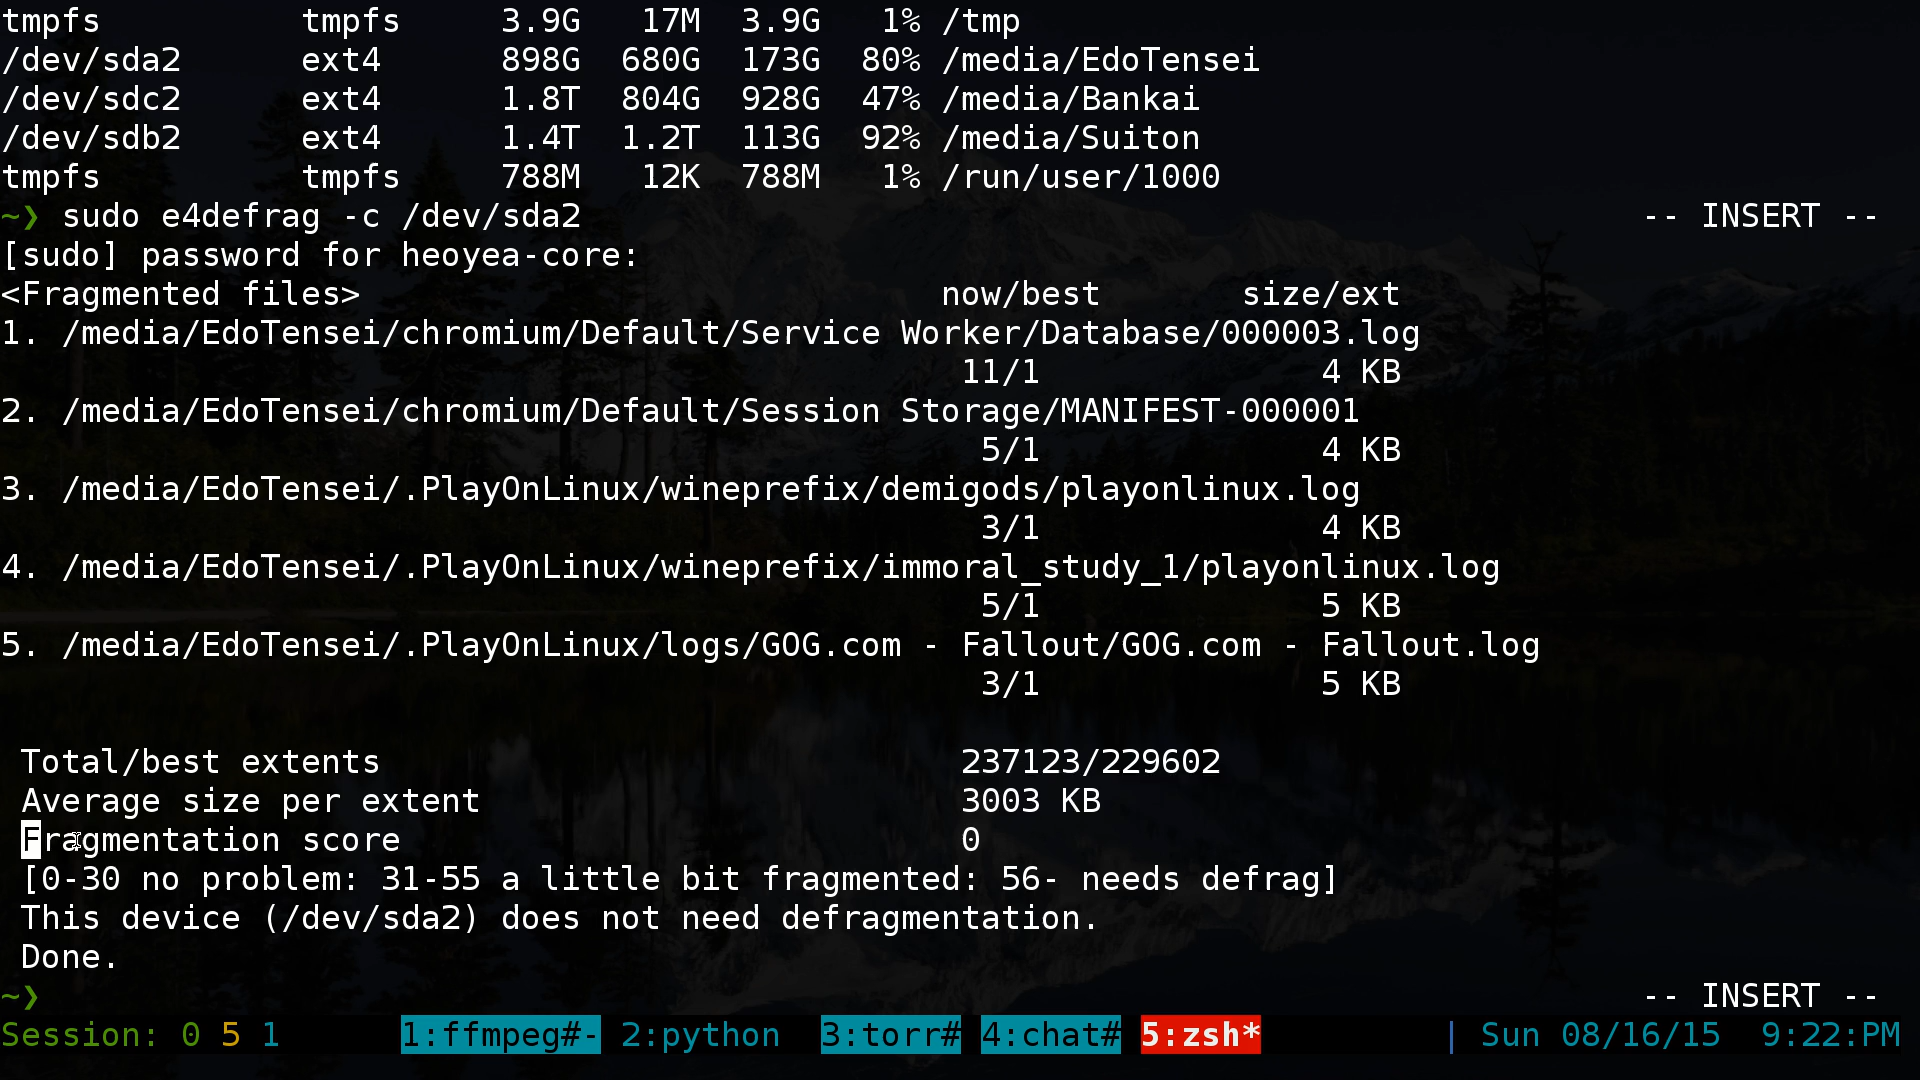 tmpfs tmpfs 3.9G 17M 3.9G 1% /tmp
/dev/sda2 ext4 898G 680G 173G 80% /media/EdoTensei
/dev/sdc2 ext4 1.8T 804G 928G 47% /media/Bankai
/dev/sdb2 ext4 1.4T 1.2T 113G 92% /media/Suiton
tmpfs tmpfs 788M 12K 788M 1% /run/user/1000
~❯ sudo e4defrag -c /dev/sda2 -- INSERT --
[sudo] password for heoyea-core:
<Fragmented files> now/best size/ext
1. /media/EdoTensei/chromium/Default/Service Worker/Database/000003.log
11/1 4 KB
2. /media/EdoTensei/chromium/Default/Session Storage/MANIFEST-000001
5/1 4 KB
3. /media/EdoTensei/.PlayOnLinux/wineprefix/demigods/playonlinux.log
3/1 4 KB
4. /media/EdoTensei/.PlayOnLinux/wineprefix/immoral_study_1/playonlinux.log
5/1 5 KB
5. /media/EdoTensei/.PlayOnLinux/logs/GOG.com - Fallout/GOG.com - Fallout.log
3/1 5 KB
Total/best extents 237123/229602
Average size per extent 3003 KB
Fragmentation score 0
[0-30 no problem: 31-55 a little bit fragmented: 56- needs defrag]
This device (/dev/sda2) does not need defragmentation.
Done.
~❯ -- INSERT --
Session: 0 5 1 1:ffmpeg#- 2:python 3:torr# 4:chat# 5:zsh* | Sun 08/16/15 9:22:PM